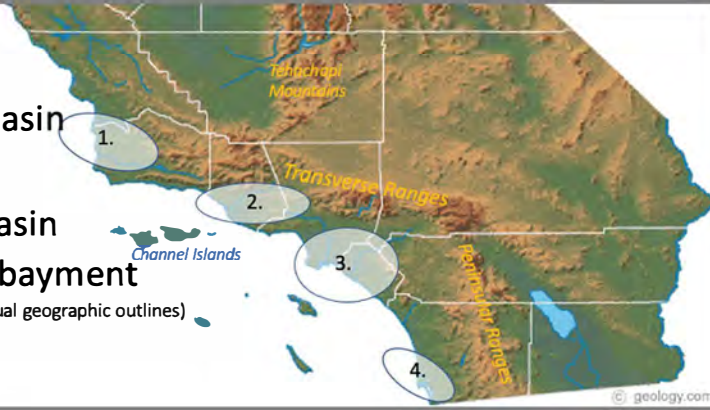 Tehachapi
Mountains
asin
1.
Transverse Ranges
2.
asin
Channel Islands
bayment
3.
ual geographic outlines)
Peninsular Ranges
4.
© geology.com